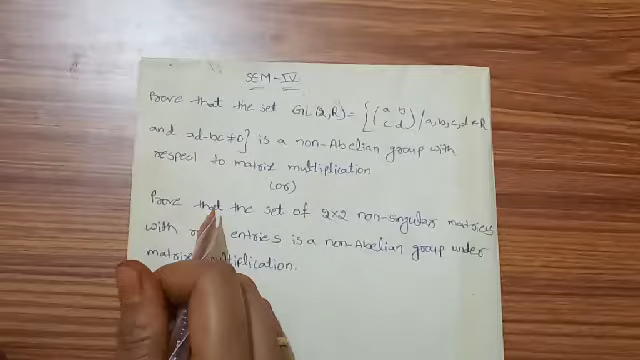 SEM-IV
Prove that the set GL(2,R) = {(a b
c d) / a,b,c,d ∈ R
and ad-bc≠0} is a non-Abelian group with
respect to matrix multiplication
(or)
Prove that the set of 2x2 non-singular matrices
with entries is a non-Abelian group under
multiplication.